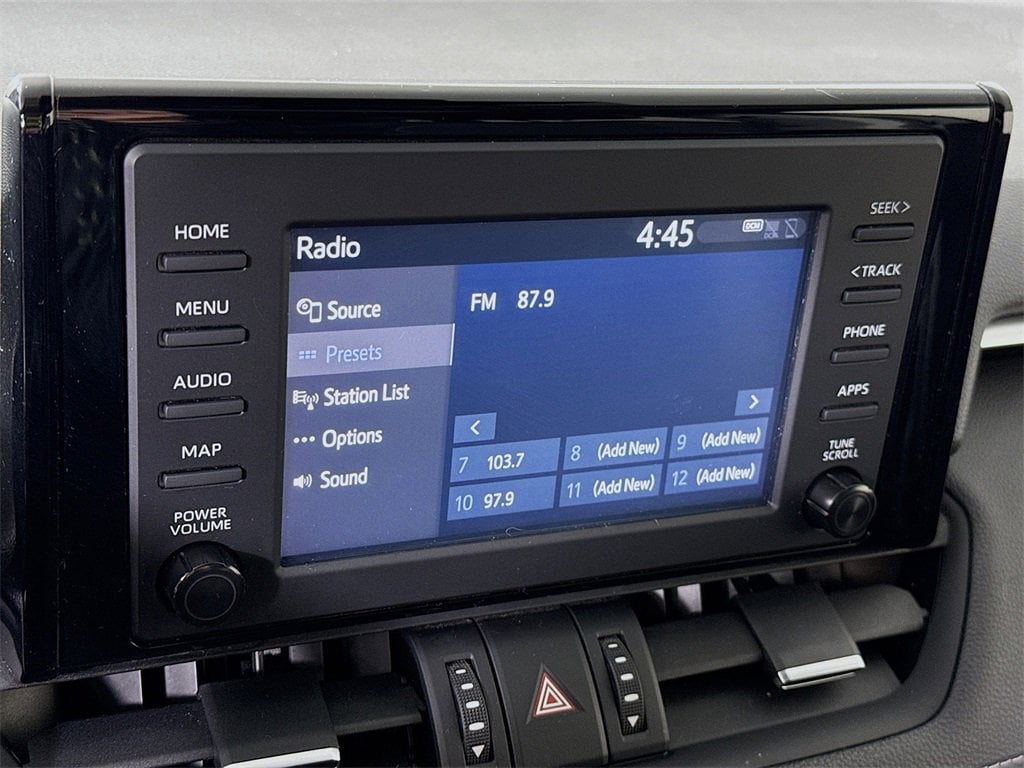 HOME
MENU
AUDIO
MAP
POWER
VOLUME
Radio
4:45
DCM
Source
Presets
Station List
Options
Sound
FM 87.9
<
>
7 103.7
8 (Add New)
9 (Add New)
10 97.9
11 (Add New)
12 (Add New)
SEEK >
< TRACK
PHONE
APPS
TUNE
SCROLL